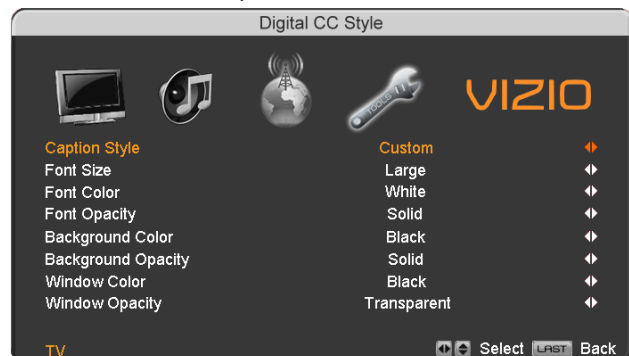 Digital CC Style
TOOLS
VIZIO
Caption Style Custom
Font Size Large
Font Color White
Font Opacity Solid
Background Color Black
Background Opacity Solid
Window Color Black
Window Opacity Transparent
TV Select LAST Back